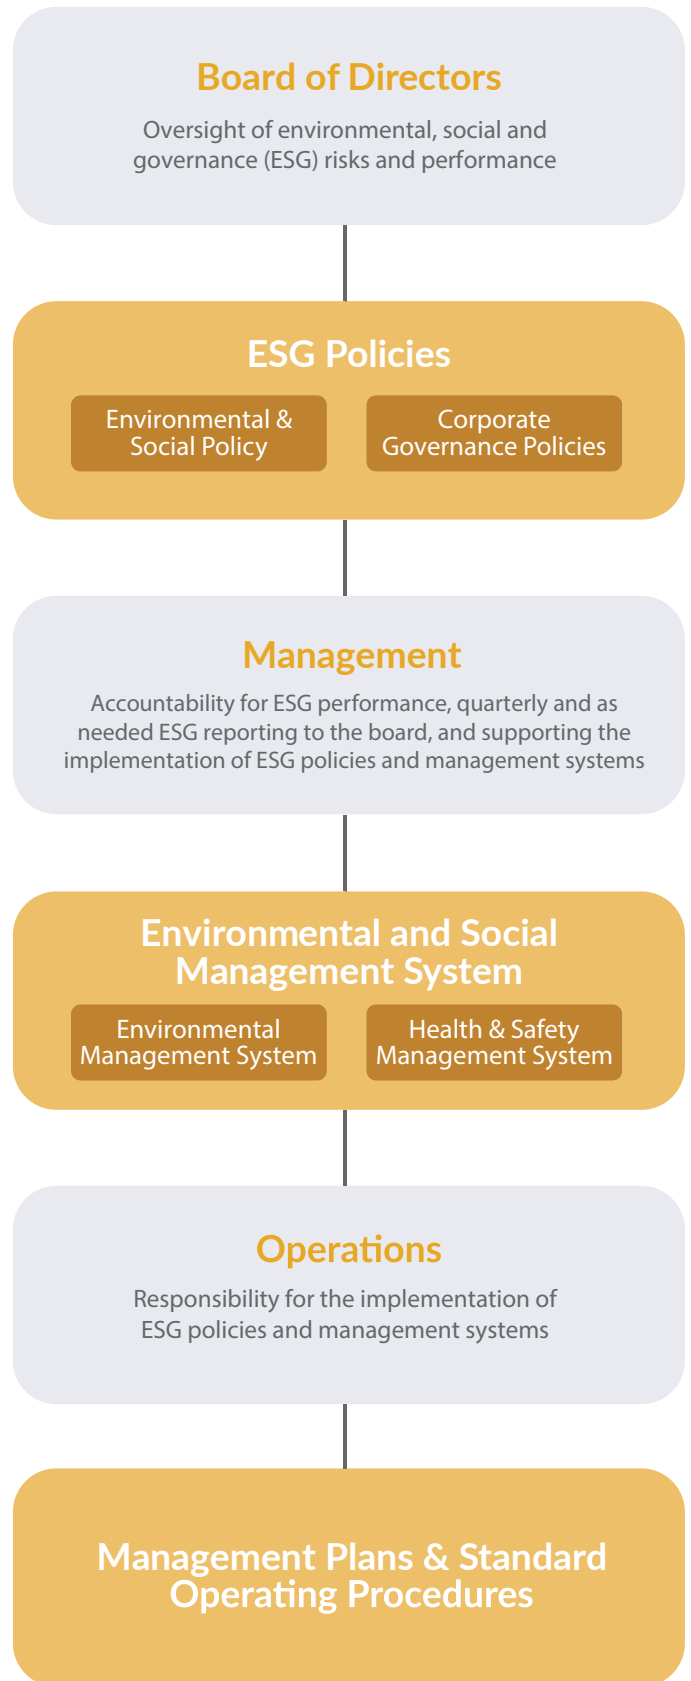 Board of Directors
Oversight of environmental, social and
governance (ESG) risks and performance
ESG Policies
Environmental &
Social Policy
Corporate
Governance Policies
Management
Accountability for ESG performance, quarterly and as
needed ESG reporting to the board, and supporting the
implementation of ESG policies and management systems
Environmental and Social
Management System
Environmental
Management System
Health & Safety
Management System
Operations
Responsibility for the implementation of
ESG policies and management systems
Management Plans & Standard
Operating Procedures